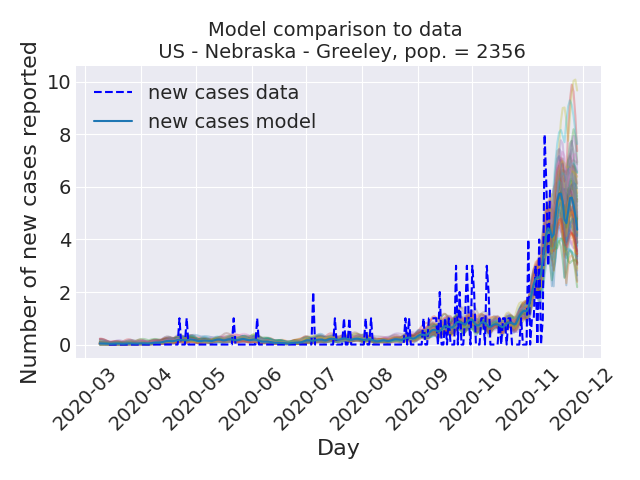 Model comparison to data
US - Nebraska - Greeley, pop. = 2356
Number of new cases reported
10
8
6
4
2
0
new cases data
new cases model
2020-03
2020-04
2020-05
2020-06
2020-07
2020-08
2020-09
2020-10
2020-11
2020-12
Day